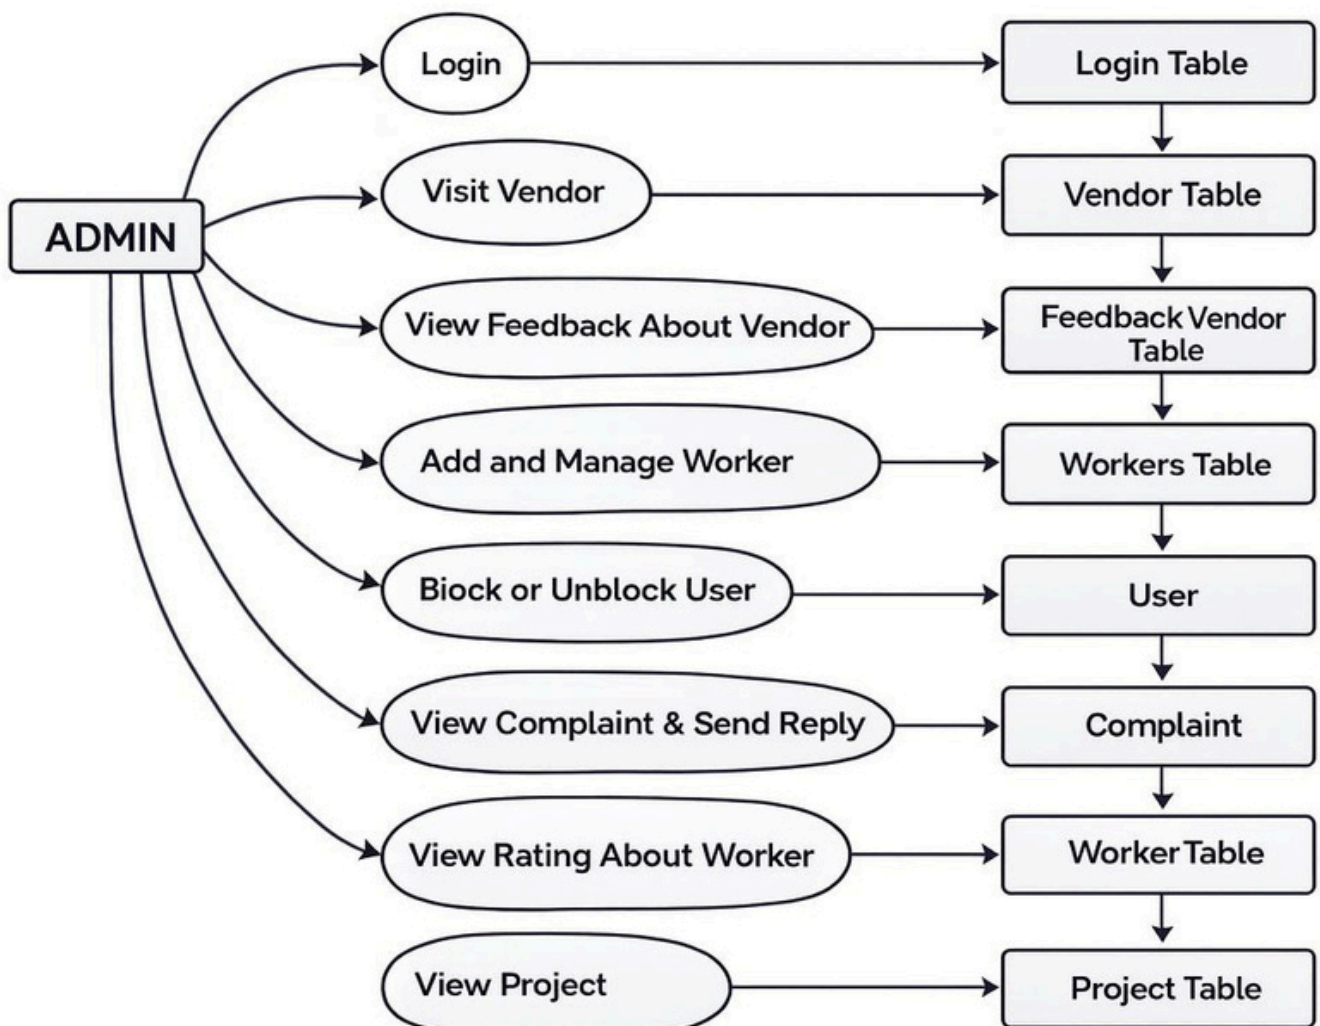 Login
Login Table
Visit Vendor
Vendor Table
ADMIN
View Feedback About Vendor
Feedback Vendor
Table
Add and Manage Worker
Workers Table
Biock or Unblock User
User
View Complaint & Send Reply
Complaint
View Rating About Worker
Worker Table
View Project
Project Table